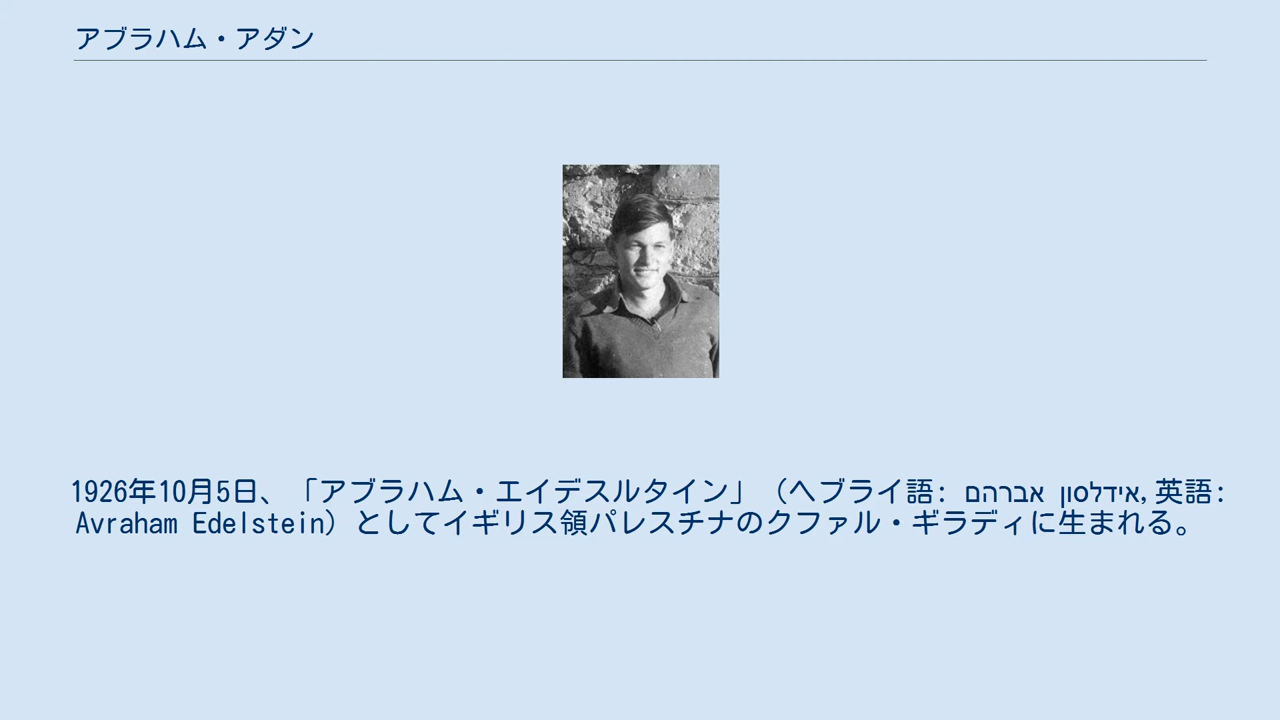 アブラハム・アダン
1926年10月5日、「アブラハム・エイデスルタイン」（ヘブライ語: אברהם אידלסון, 英語:
Avraham Edelstein）としてイギリス領パレスチナのクファル・ギラディに生まれる。